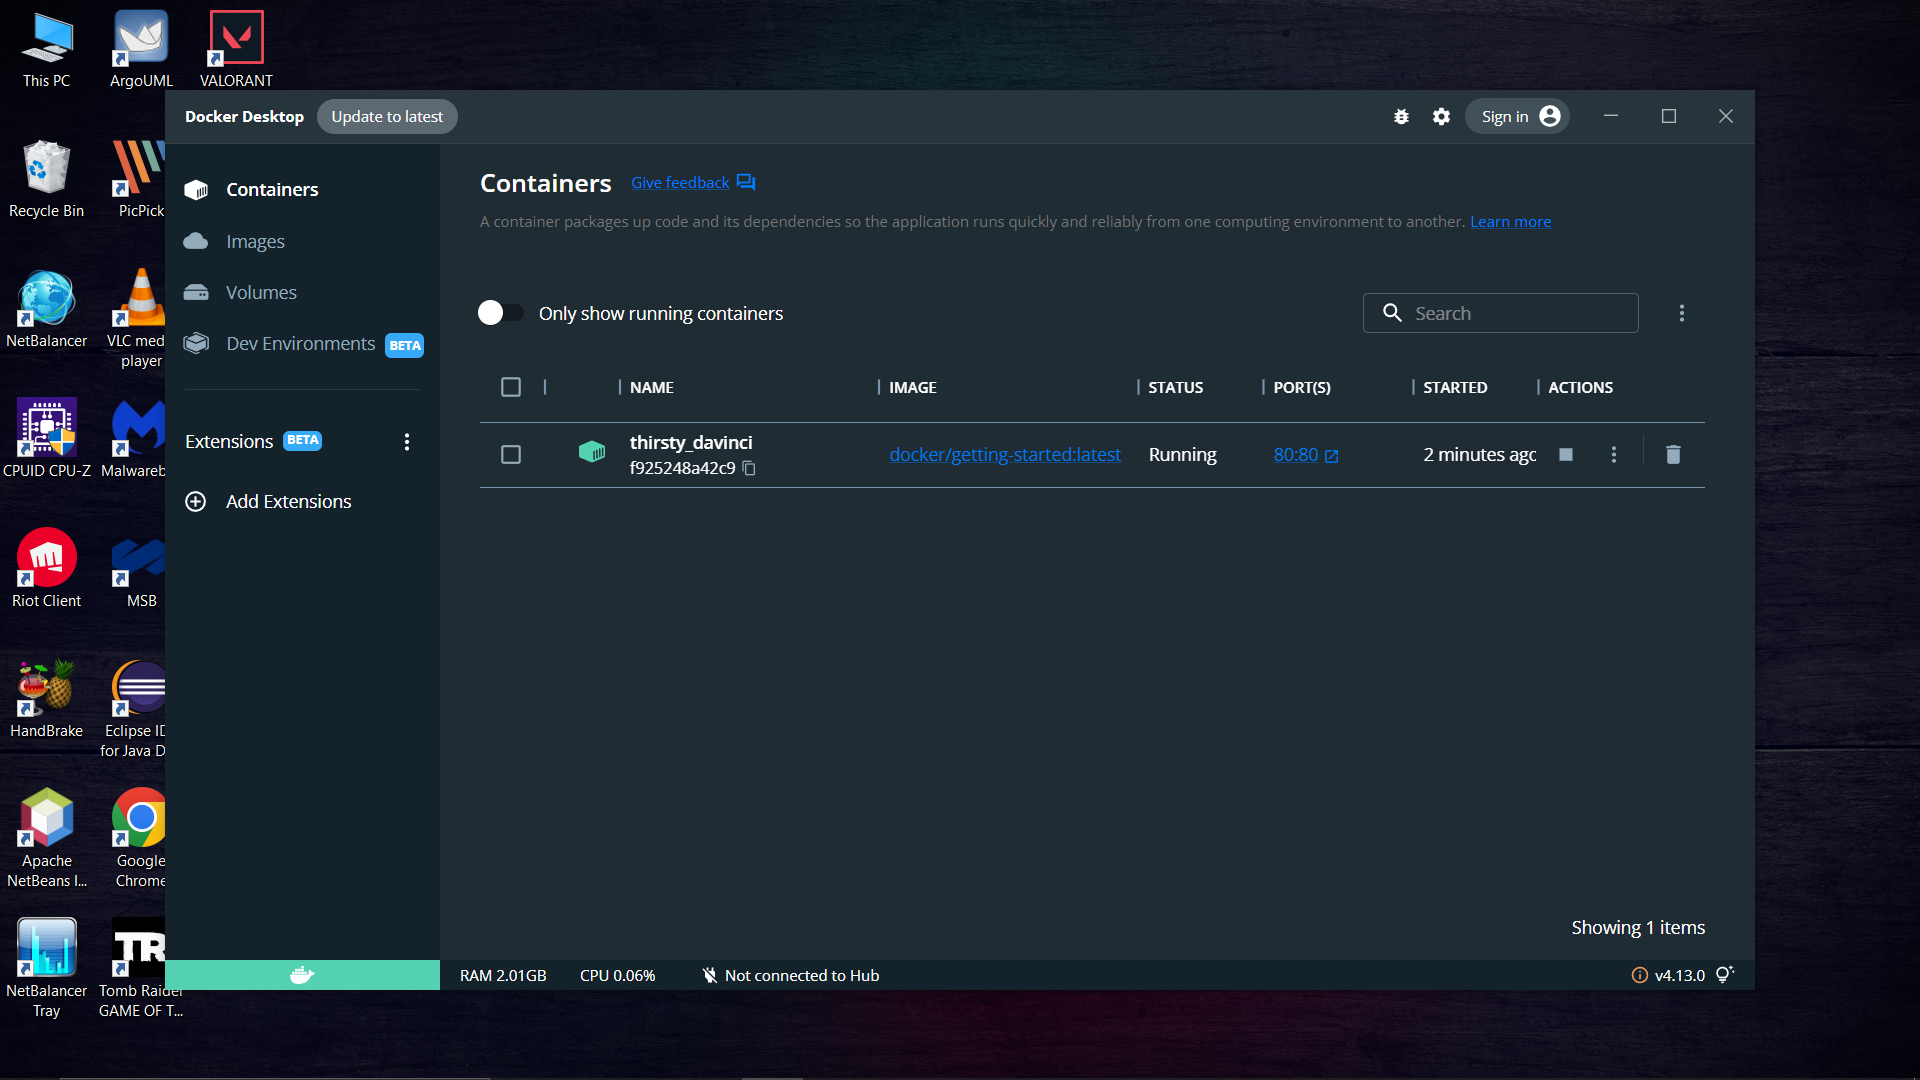 This PC
ArgoUML
VALORANT
Docker Desktop
Update to latest
Sign in
Recycle Bin
PicPick
NetBalancer
VLC med
player
CPUID CPU-Z
Malwareb
Riot Client
MSB
HandBrake
Eclipse ID
for Java D
Apache
NetBeans I...
Google
Chrome
NetBalancer
Tray
TR
Tomb Raider
GAME OF T...
Containers
Images
Volumes
Dev Environments BETA
Extensions BETA
Add Extensions
Containers Give feedback
A container packages up code and its dependencies so the application runs quickly and reliably from one computing environment to another. Learn more
Only show running containers
Search
NAME IMAGE STATUS PORT(S) STARTED ACTIONS
thirsty_davinci
f925248a42c9
docker/getting-started:latest Running 80:80 2 minutes ago
Showing 1 items
RAM 2.01GB CPU 0.06% Not connected to Hub v4.13.0